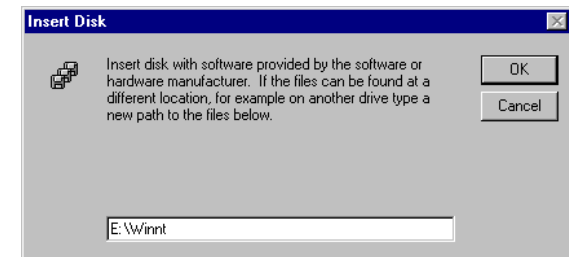 Insert Disk
Insert disk with software provided by the software or
hardware manufacturer. If the files can be found at a
different location, for example on another drive type a
new path to the files below.
OK
Cancel
E:\Winnt